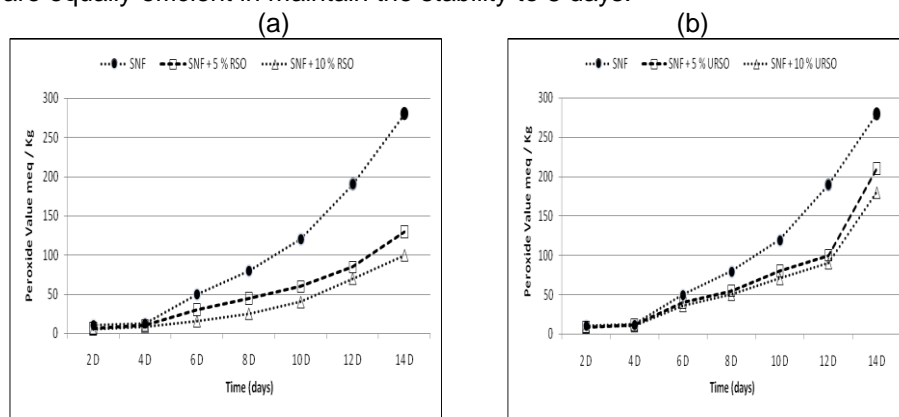 are equally efficient in maintain the stability to 8 days.
(a) (b)
SNF SNF + 5 % RSO SNF + 10 % RSO
300
250
200
150
100
50
0
Peroxide Value meq / Kg
2 D 4 D 6 D 8 D 10 D 12 D 14 D
Time (days)
SNF SNF + 5 % URSO SNF + 10 % URSO
300
250
200
150
100
50
0
Peroxide Value meq / Kg
2 D 4 D 6 D 8 D 10 D 12 D 14 D
Time (days)